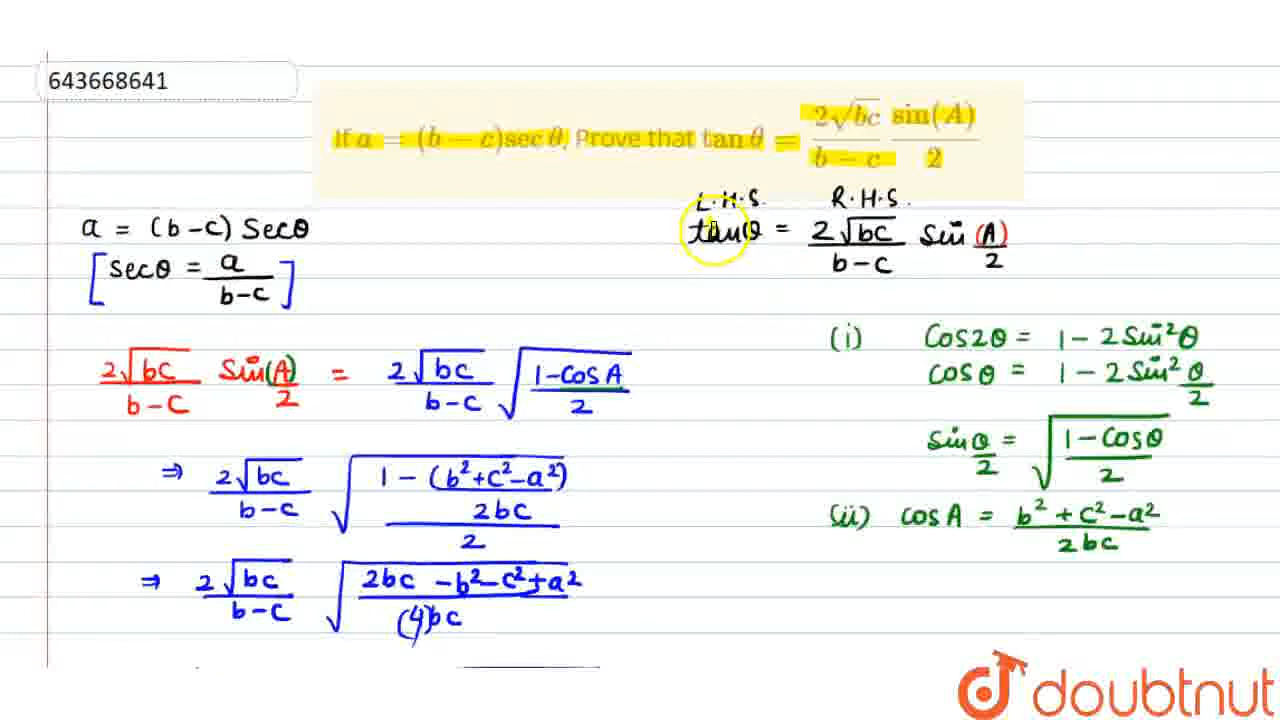 643668641
If a = (b − c)sec θ, Prove that tan θ = 2√bc/(b − c) sin(A)/2
L.H.S. R.H.S.
a = (b-c) Secθ
tanθ = 2√bc/(b-c) Sin (A)/2
[secθ = a/(b-c)]
(i) Cos2θ = 1 - 2Sin²θ
2√bc/(b-c) Sin(A)/2 = 2√bc/(b-c) √((1-cosA)/2)
cosθ = 1 - 2Sin²θ/2
sinθ/2 = √((1-cosθ)/2)
⇒ 2√bc/(b-c) √((1-(b²+c²-a²)/2bc)/2)
(ii) cosA = (b²+c²-a²)/2bc
⇒ 2√bc/(b-c) √((2bc-b²-c²+a²)/(4)bc)
doubtnut